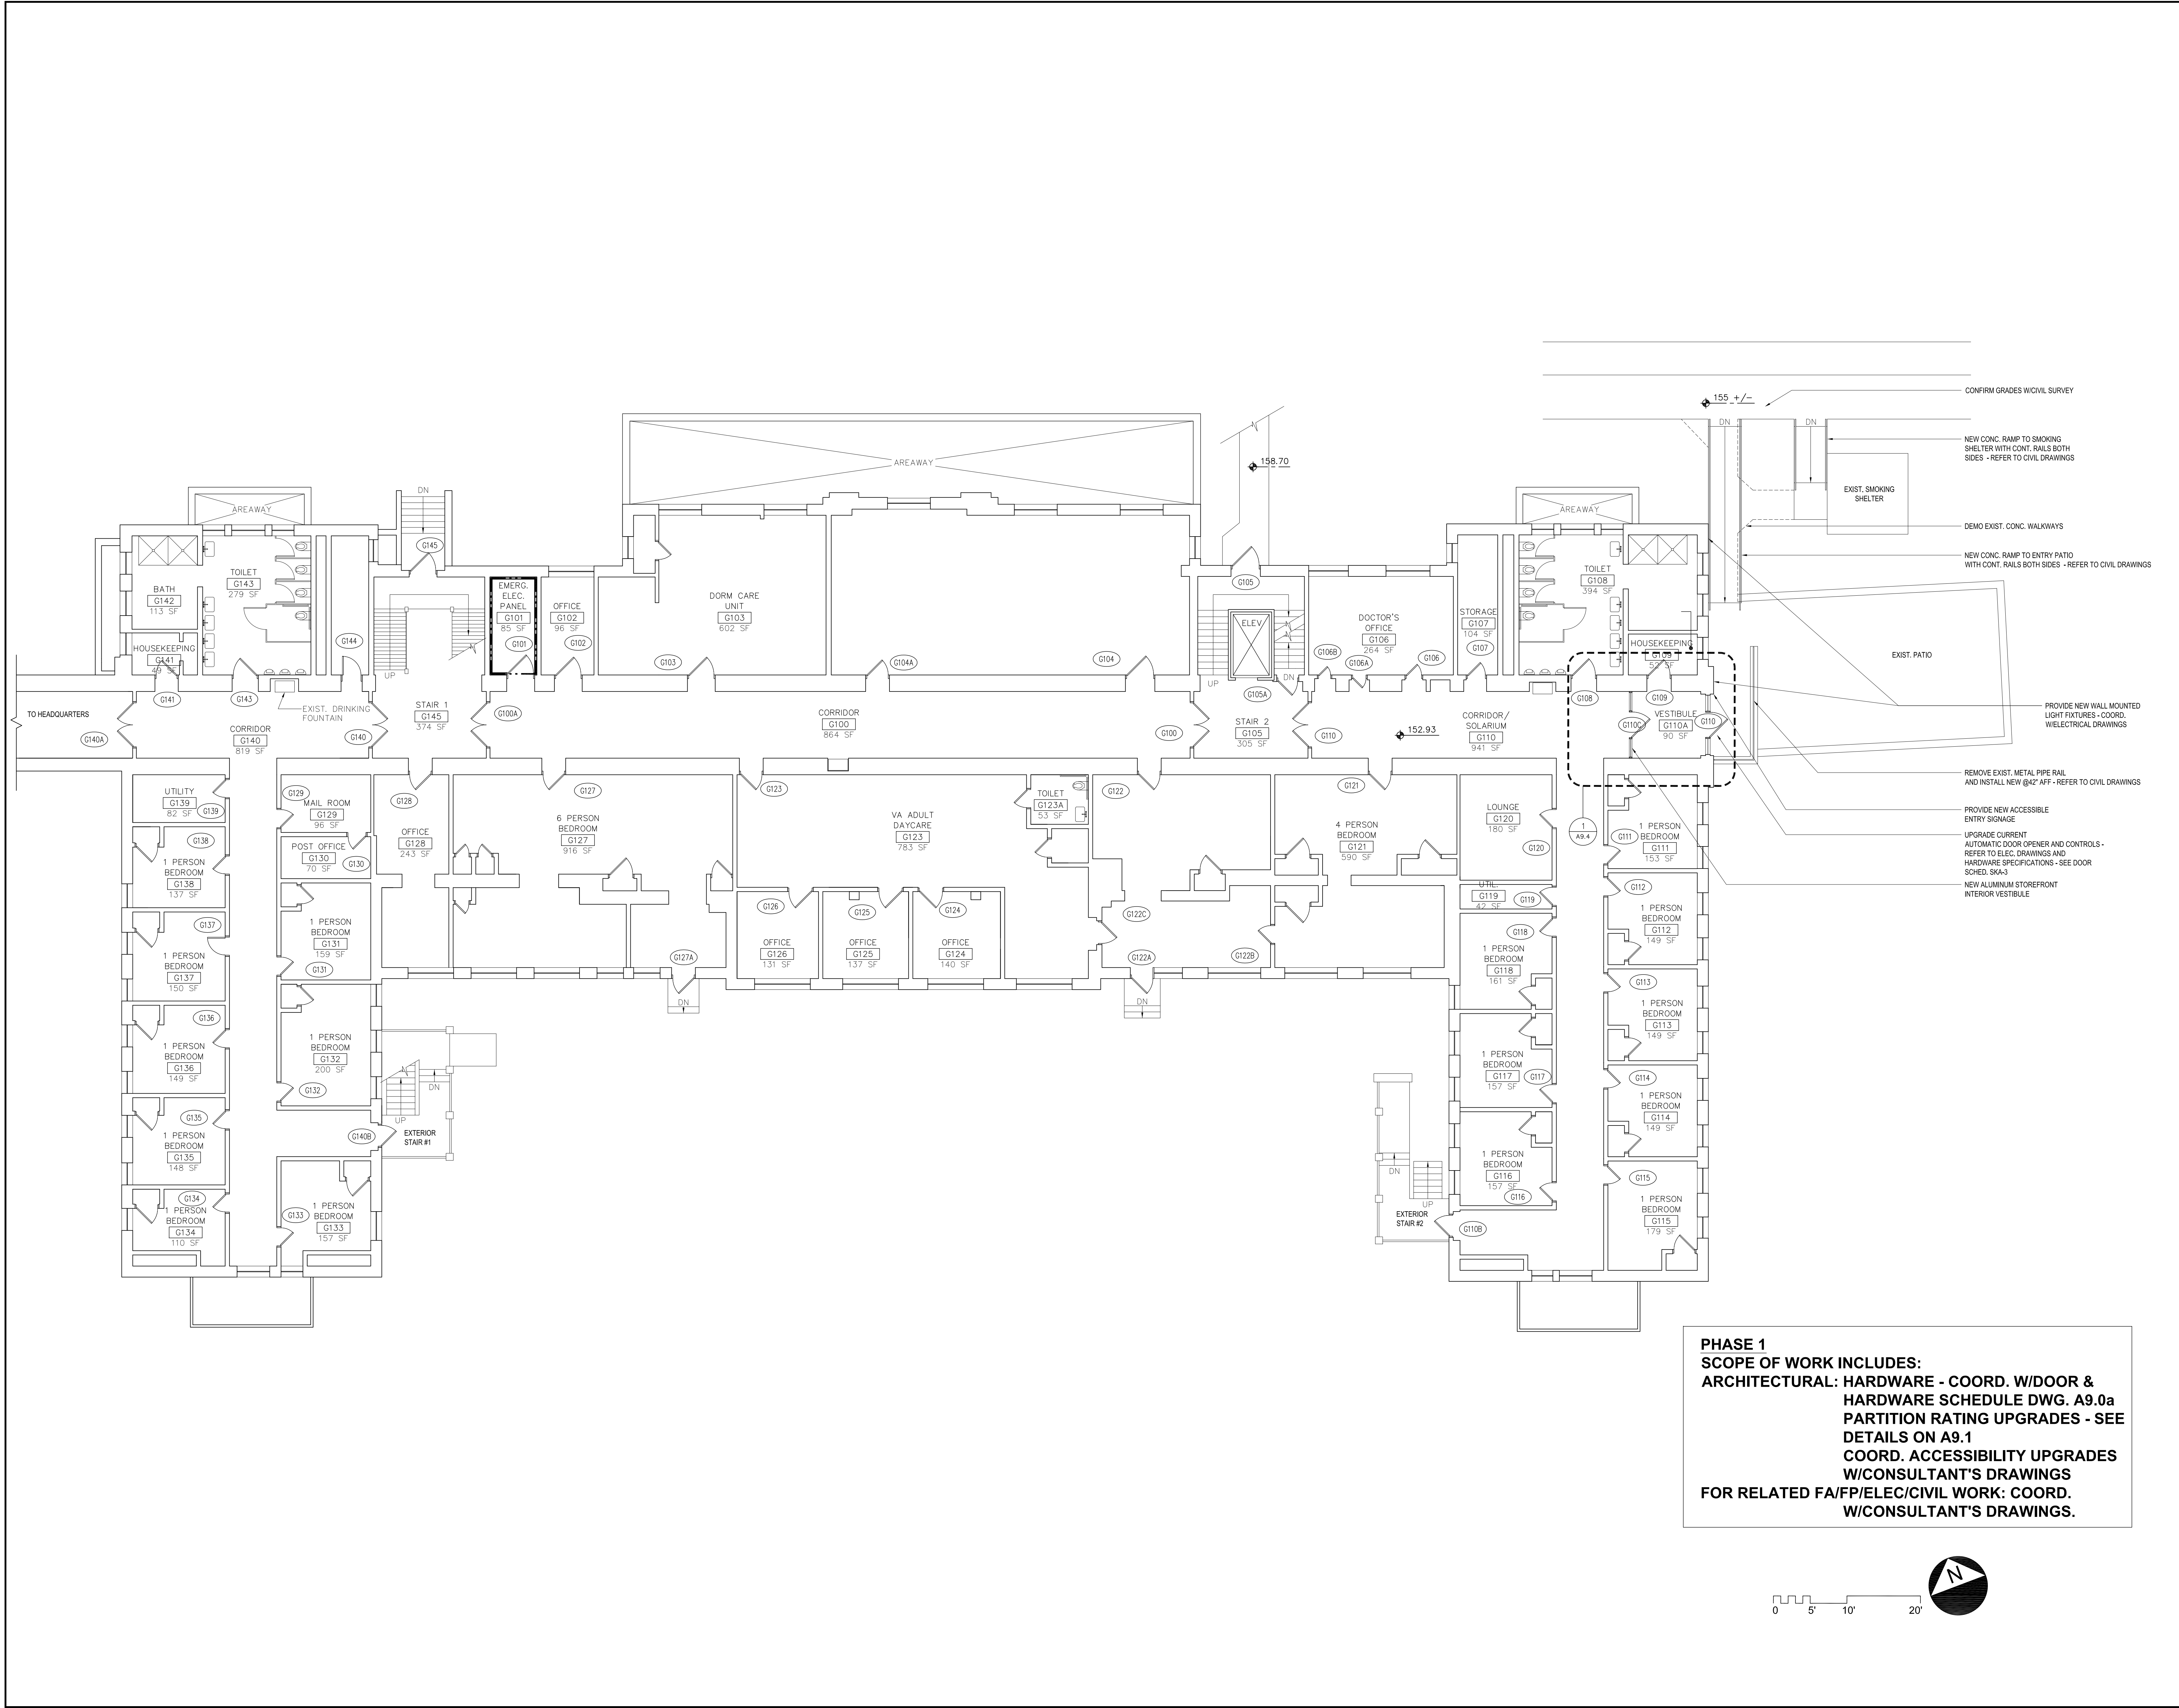 155 +/-
CONFIRM GRADES W/CIVIL SURVEY
DN
DN
NEW CONC. RAMP TO SMOKING
SHELTER WITH CONT. RAILS BOTH
SIDES - REFER TO CIVIL DRAWINGS
EXIST. SMOKING
SHELTER
DEMO EXIST. CONC. WALKWAYS
NEW CONC. RAMP TO ENTRY PATIO
WITH CONT. RAILS BOTH SIDES - REFER TO CIVIL DRAWINGS
EXIST. PATIO
PROVIDE NEW WALL MOUNTED
LIGHT FIXTURES - COORD.
W/ELECTRICAL DRAWINGS
REMOVE EXIST. METAL PIPE RAIL
AND INSTALL NEW @42" AFF - REFER TO CIVIL DRAWINGS
PROVIDE NEW ACCESSIBLE
ENTRY SIGNAGE
UPGRADE CURRENT
AUTOMATIC DOOR OPENER AND CONTROLS -
REFER TO ELEC. DRAWINGS AND
HARDWARE SPECIFICATIONS - SEE DOOR
SCHED. SKA-3
NEW ALUMINUM STOREFRONT
INTERIOR VESTIBULE
AREAWAY
158.70
AREAWAY
DN
AREAWAY
G145
BATH
G142
113 SF
TOILET
G143
279 SF
HOUSEKEEPING
G141
49 SF
G144
G141
G143
EXIST. DRINKING
FOUNTAIN
UP
EMERG.
ELEC.
PANEL
G101
85 SF
G101
OFFICE
G102
96 SF
G102
DORM CARE
UNIT
G103
602 SF
G103
G104A
G104
G105
ELEV
UP
DN
G105A
DOCTOR'S
OFFICE
G106
264 SF
G106B
G106A
G106
STORAGE
G107
104 SF
G107
TOILET
G108
394 SF
HOUSEKEEPING
G109
52 SF
G108
G109
TO HEADQUARTERS
G140A
CORRIDOR
G140
819 SF
G140
STAIR 1
G145
374 SF
G100A
CORRIDOR
G100
864 SF
G100
STAIR 2
G105
305 SF
G110
152.93
CORRIDOR/
SOLARIUM
G110
941 SF
G110C
VESTIBULE
G110A
90 SF
G110
1
A9.4
UTILITY
G139
82 SF
G139
G129
MAIL ROOM
G129
96 SF
POST OFFICE
G130
70 SF
G130
G128
OFFICE
G128
243 SF
G127
6 PERSON
BEDROOM
G127
916 SF
G127A
DN
G123
VA ADULT
DAYCARE
G123
783 SF
TOILET
G123A
53 SF
G126
OFFICE
G126
131 SF
G125
OFFICE
G125
137 SF
G124
OFFICE
G124
140 SF
G122
G122C
G122A
G122B
DN
G121
4 PERSON
BEDROOM
G121
590 SF
LOUNGE
G120
180 SF
G120
UTIL.
G119
42 SF
G119
G138
1 PERSON
BEDROOM
G138
137 SF
G137
1 PERSON
BEDROOM
G137
150 SF
G136
1 PERSON
BEDROOM
G136
149 SF
G135
1 PERSON
BEDROOM
G135
148 SF
G134
1 PERSON
BEDROOM
G134
110 SF
1 PERSON
BEDROOM
G131
159 SF
G131
1 PERSON
BEDROOM
G132
200 SF
G132
G140B
UP
DN
EXTERIOR
STAIR #1
G133
1 PERSON
BEDROOM
G133
157 SF
G118
1 PERSON
BEDROOM
G118
161 SF
1 PERSON
BEDROOM
G117
157 SF
G117
1 PERSON
BEDROOM
G116
157 SF
G116
DN
UP
EXTERIOR
STAIR #2
G110B
G111
1 PERSON
BEDROOM
G111
153 SF
G112
1 PERSON
BEDROOM
G112
149 SF
G113
1 PERSON
BEDROOM
G113
149 SF
G114
1 PERSON
BEDROOM
G114
149 SF
G115
1 PERSON
BEDROOM
G115
179 SF
PHASE 1
SCOPE OF WORK INCLUDES:
ARCHITECTURAL: HARDWARE - COORD. W/DOOR &
HARDWARE SCHEDULE DWG. A9.0a
PARTITION RATING UPGRADES - SEE
DETAILS ON A9.1
COORD. ACCESSIBILITY UPGRADES
W/CONSULTANT'S DRAWINGS
FOR RELATED FA/FP/ELEC/CIVIL WORK: COORD.
W/CONSULTANT'S DRAWINGS.
0 5' 10' 20'
N